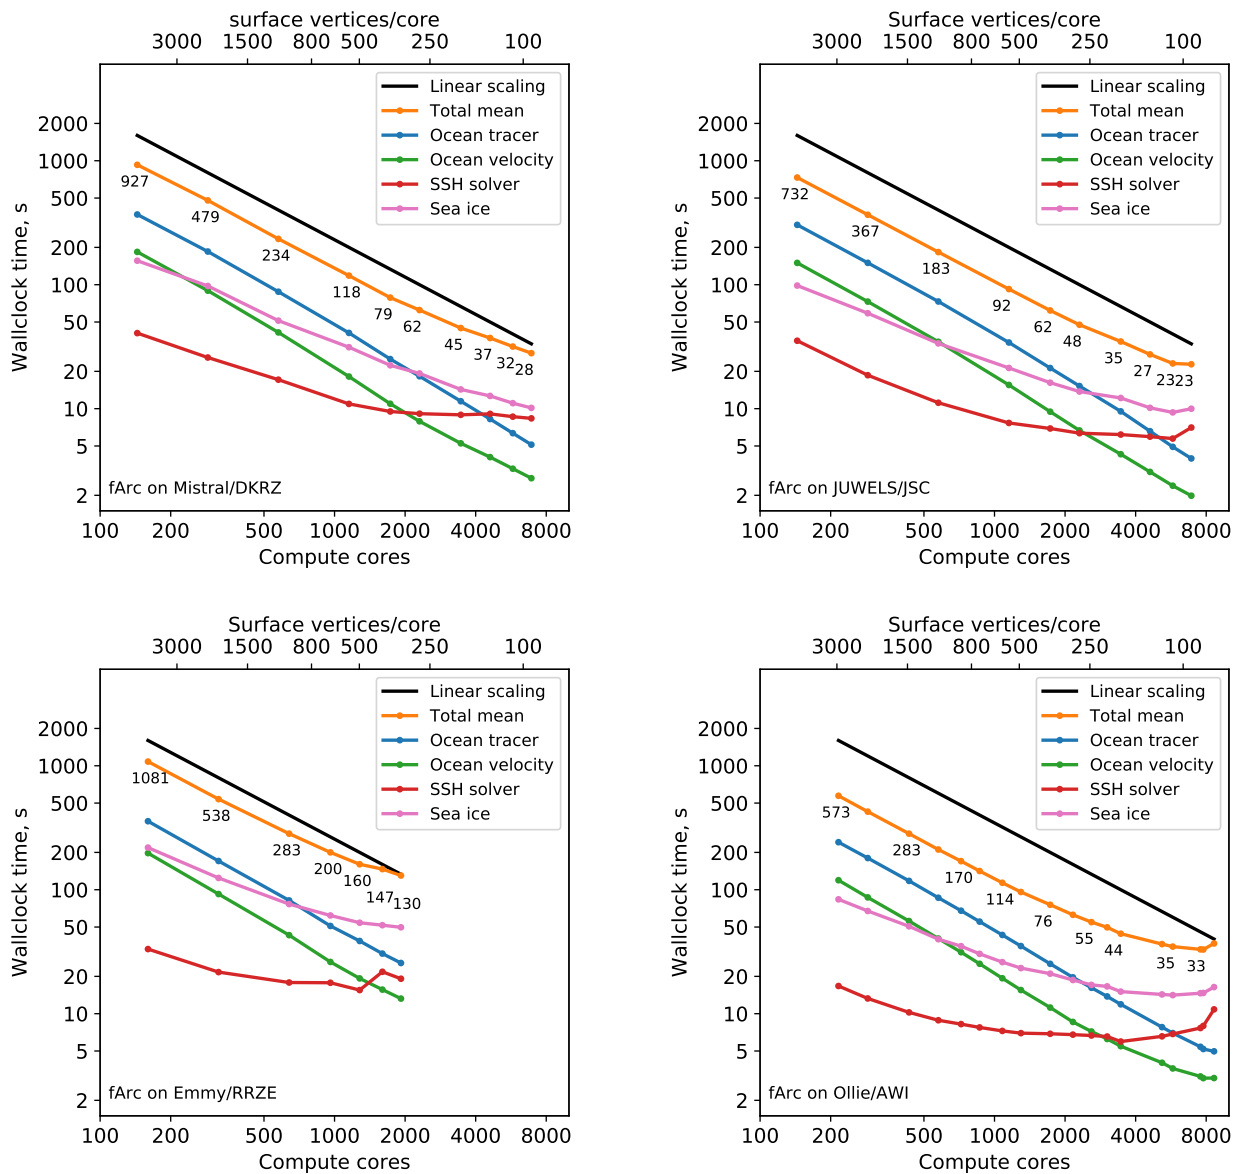 surface vertices/core
3000 1500 800 500 250 100
Linear scaling
Total mean
Ocean tracer
Ocean velocity
SSH solver
Sea ice
2000
1000
500
200
100
50
20
10
5
2
Wallclock time, s
927
479
234
118
79
62
45
37
32
28
fArc on Mistral/DKRZ
100 200 500 1000 2000 4000 8000
Compute cores
Surface vertices/core
3000 1500 800 500 250 100
Linear scaling
Total mean
Ocean tracer
Ocean velocity
SSH solver
Sea ice
2000
1000
500
200
100
50
20
10
5
2
Wallclock time, s
732
367
183
92
62
48
35
27
23
23
fArc on JUWELS/JSC
100 200 500 1000 2000 4000 8000
Compute cores
Surface vertices/core
3000 1500 800 500 250 100
Linear scaling
Total mean
Ocean tracer
Ocean velocity
SSH solver
Sea ice
2000
1000
500
200
100
50
20
10
5
2
Wallclock time, s
1081
538
283
200
160
147
130
fArc on Emmy/RRZE
100 200 500 1000 2000 4000 8000
Compute cores
Surface vertices/core
3000 1500 800 500 250 100
Linear scaling
Total mean
Ocean tracer
Ocean velocity
SSH solver
Sea ice
2000
1000
500
200
100
50
20
10
5
2
Wallclock time, s
573
283
170
114
76
55
44
35
33
fArc on Ollie/AWI
100 200 500 1000 2000 4000 8000
Compute cores